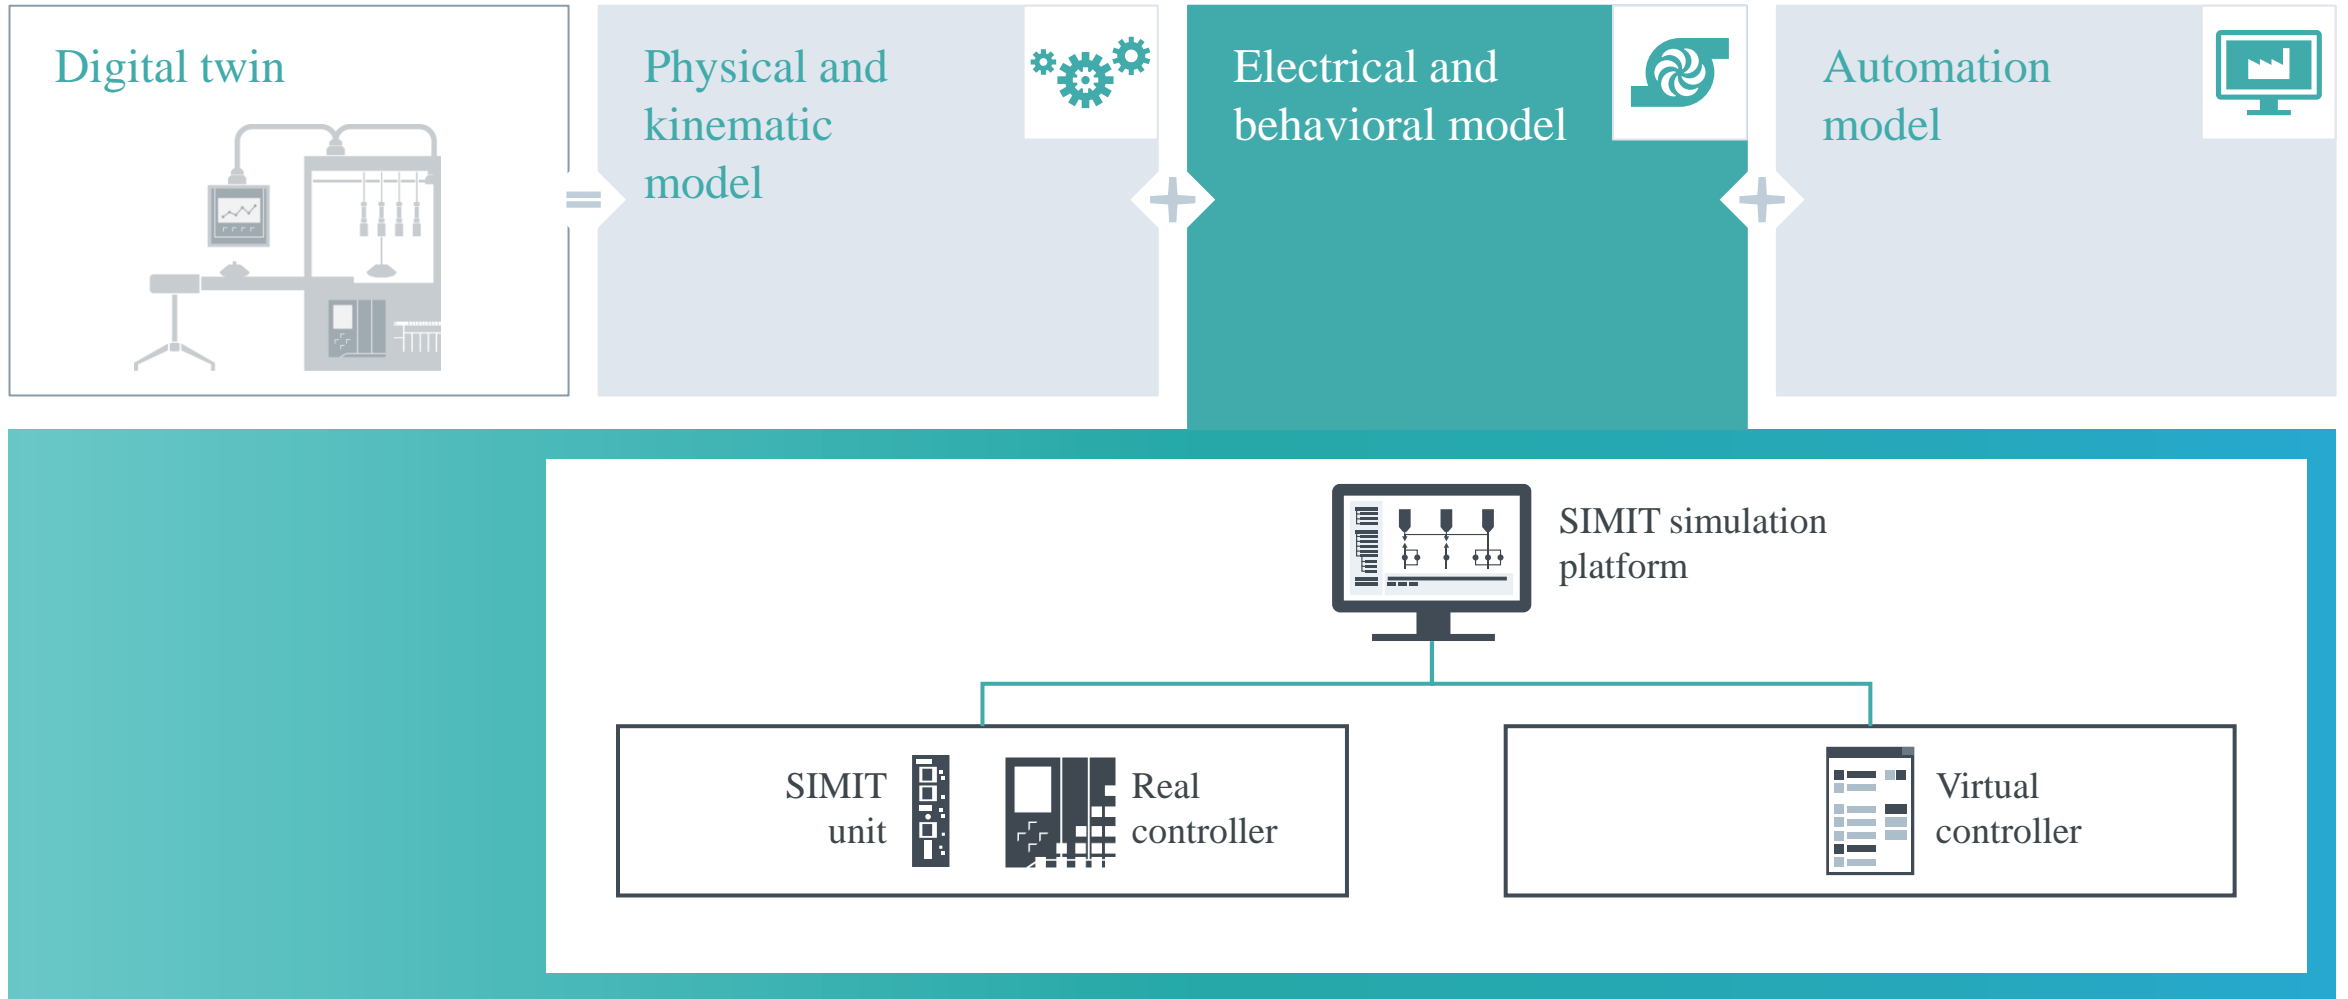 Digital twin
Physical and
kinematic
model
Electrical and
behavioral model
Automation
model
SIMIT simulation
platform
SIMIT
unit
Real
controller
Virtual
controller